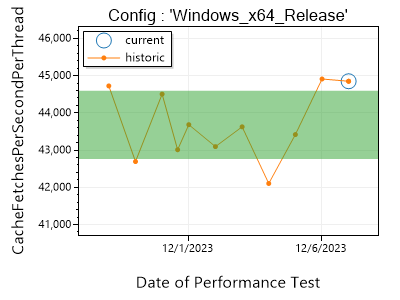 Config : 'Windows_x64_Release'
CacheFetchesPerSecondPerThread
current
historic
46,000
45,000
44,000
43,000
42,000
41,000
12/1/2023
12/6/2023
Date of Performance Test